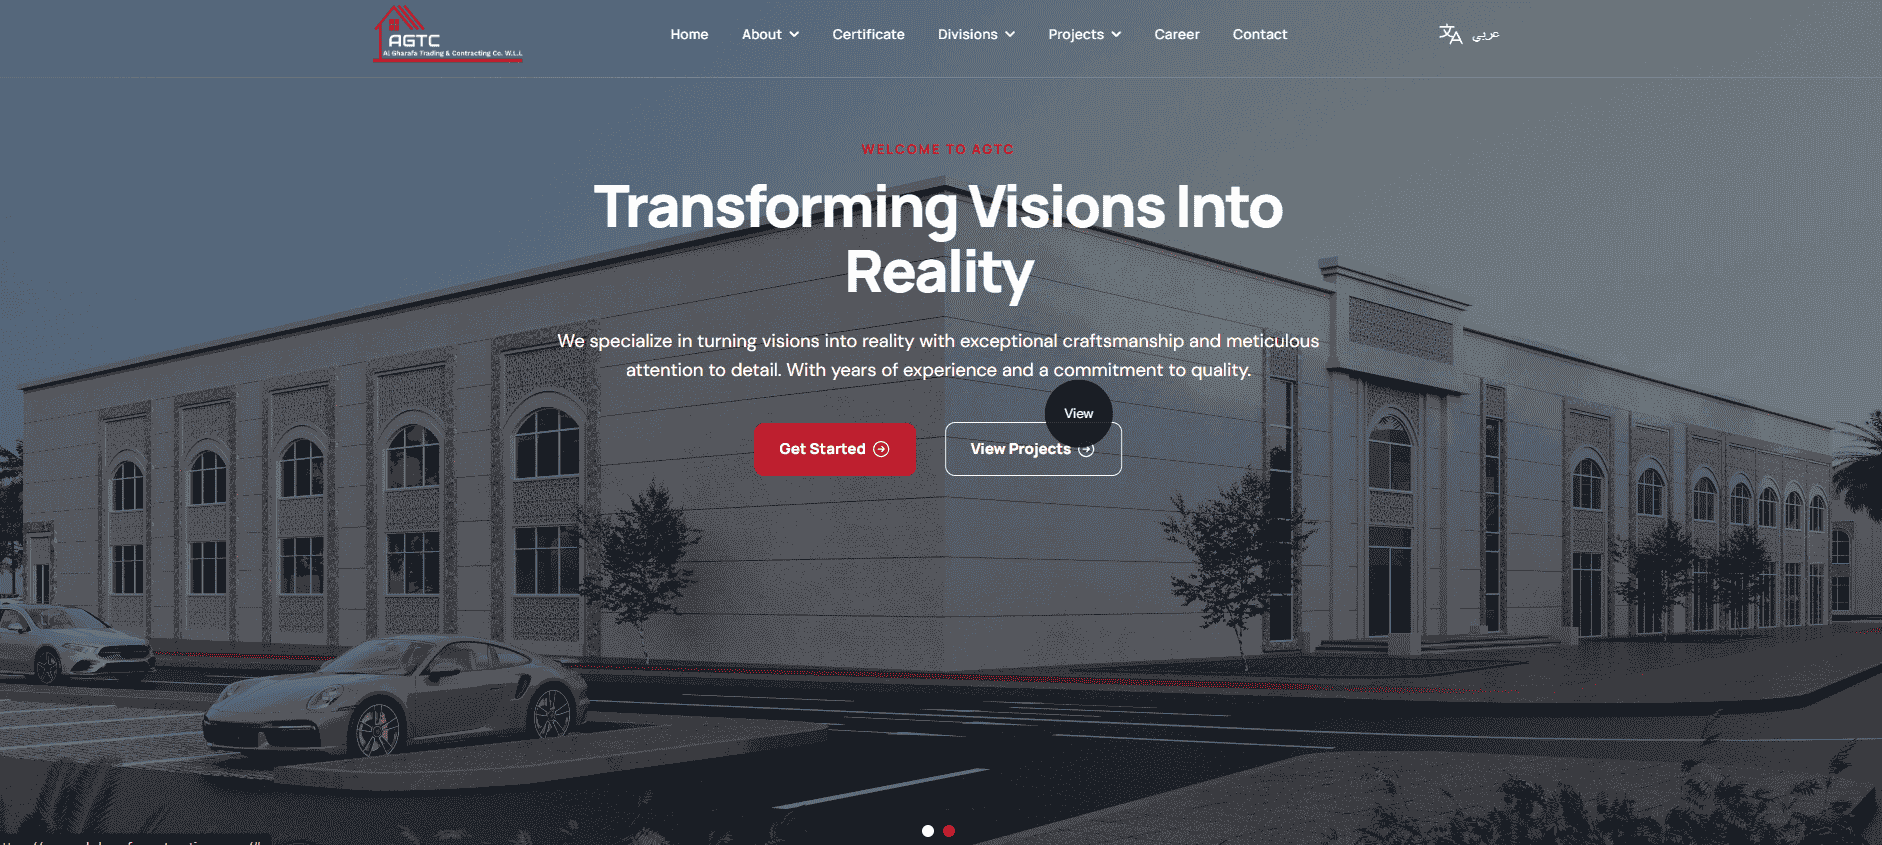 AGTC
Al Gharafa Trading & Contracting Co. W.L.L
Home
About
Certificate
Divisions
Projects
Career
Contact
عربي
WELCOME TO AGTC
Transforming Visions Into
Reality
We specialize in turning visions into reality with exceptional craftsmanship and meticulous
attention to detail. With years of experience and a commitment to quality.
View
Get Started
View Projects